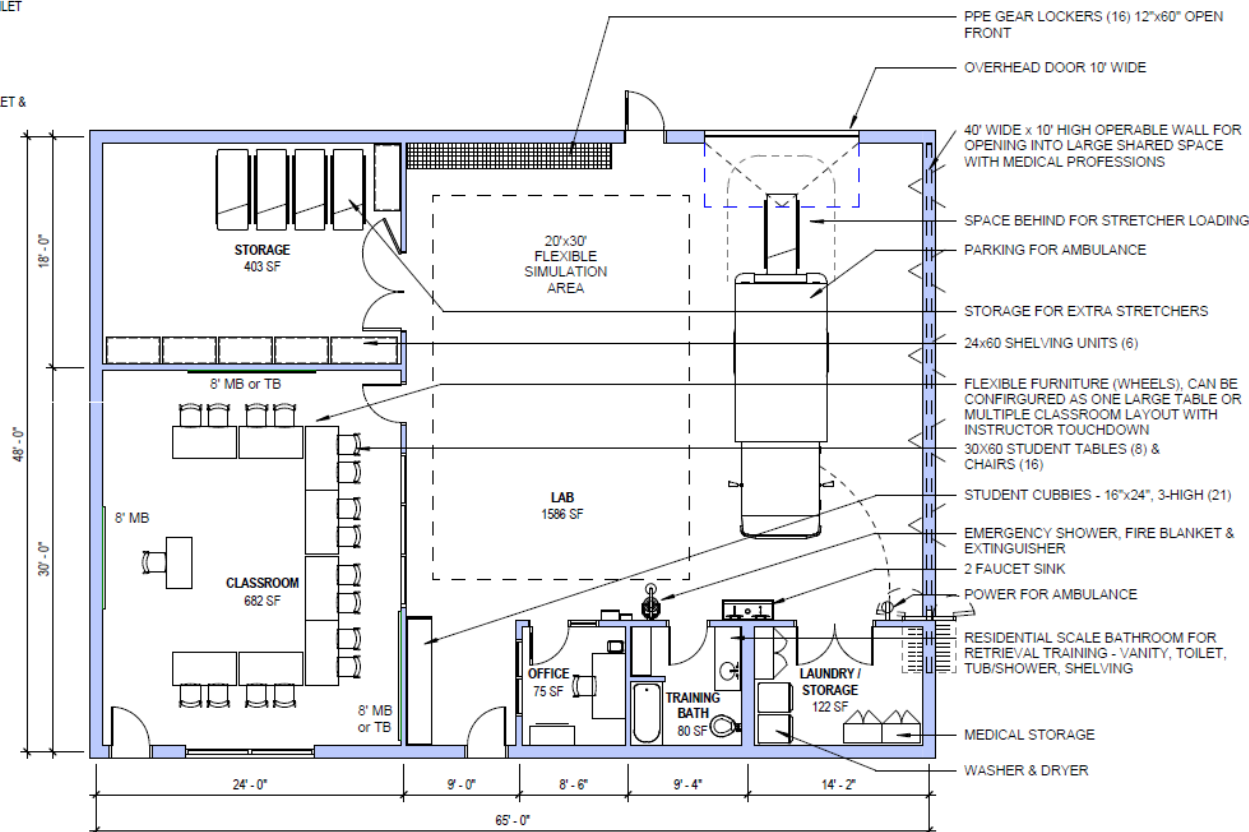 ILET
ET &
PPE GEAR LOCKERS (16) 12"x60" OPEN
FRONT
OVERHEAD DOOR 10' WIDE
40' WIDE x 10' HIGH OPERABLE WALL FOR
OPENING INTO LARGE SHARED SPACE
WITH MEDICAL PROFESSIONS
SPACE BEHIND FOR STRETCHER LOADING
PARKING FOR AMBULANCE
STORAGE FOR EXTRA STRETCHERS
24x60 SHELVING UNITS (6)
FLEXIBLE FURNITURE (WHEELS), CAN BE
CONFIRGURED AS ONE LARGE TABLE OR
MULTIPLE CLASSROOM LAYOUT WITH
INSTRUCTOR TOUCHDOWN
30X60 STUDENT TABLES (8) &
CHAIRS (16)
STUDENT CUBBIES - 16"x24", 3-HIGH (21)
EMERGENCY SHOWER, FIRE BLANKET &
EXTINGUISHER
2 FAUCET SINK
POWER FOR AMBULANCE
RESIDENTIAL SCALE BATHROOM FOR
RETRIEVAL TRAINING - VANITY, TOILET,
TUB/SHOWER, SHELVING
MEDICAL STORAGE
WASHER & DRYER
STORAGE
403 SF
20'x30'
FLEXIBLE
SIMULATION
AREA
8' MB or TB
8' MB
CLASSROOM
682 SF
8' MB
or TB
LAB
1586 SF
OFFICE
75 SF
TRAINING
BATH
80 SF
LAUNDRY /
STORAGE
122 SF
18' - 0"
48' - 0"
30' - 0"
24' - 0"
9' - 0"
8' - 6"
9' - 4"
14' - 2"
65' - 0"